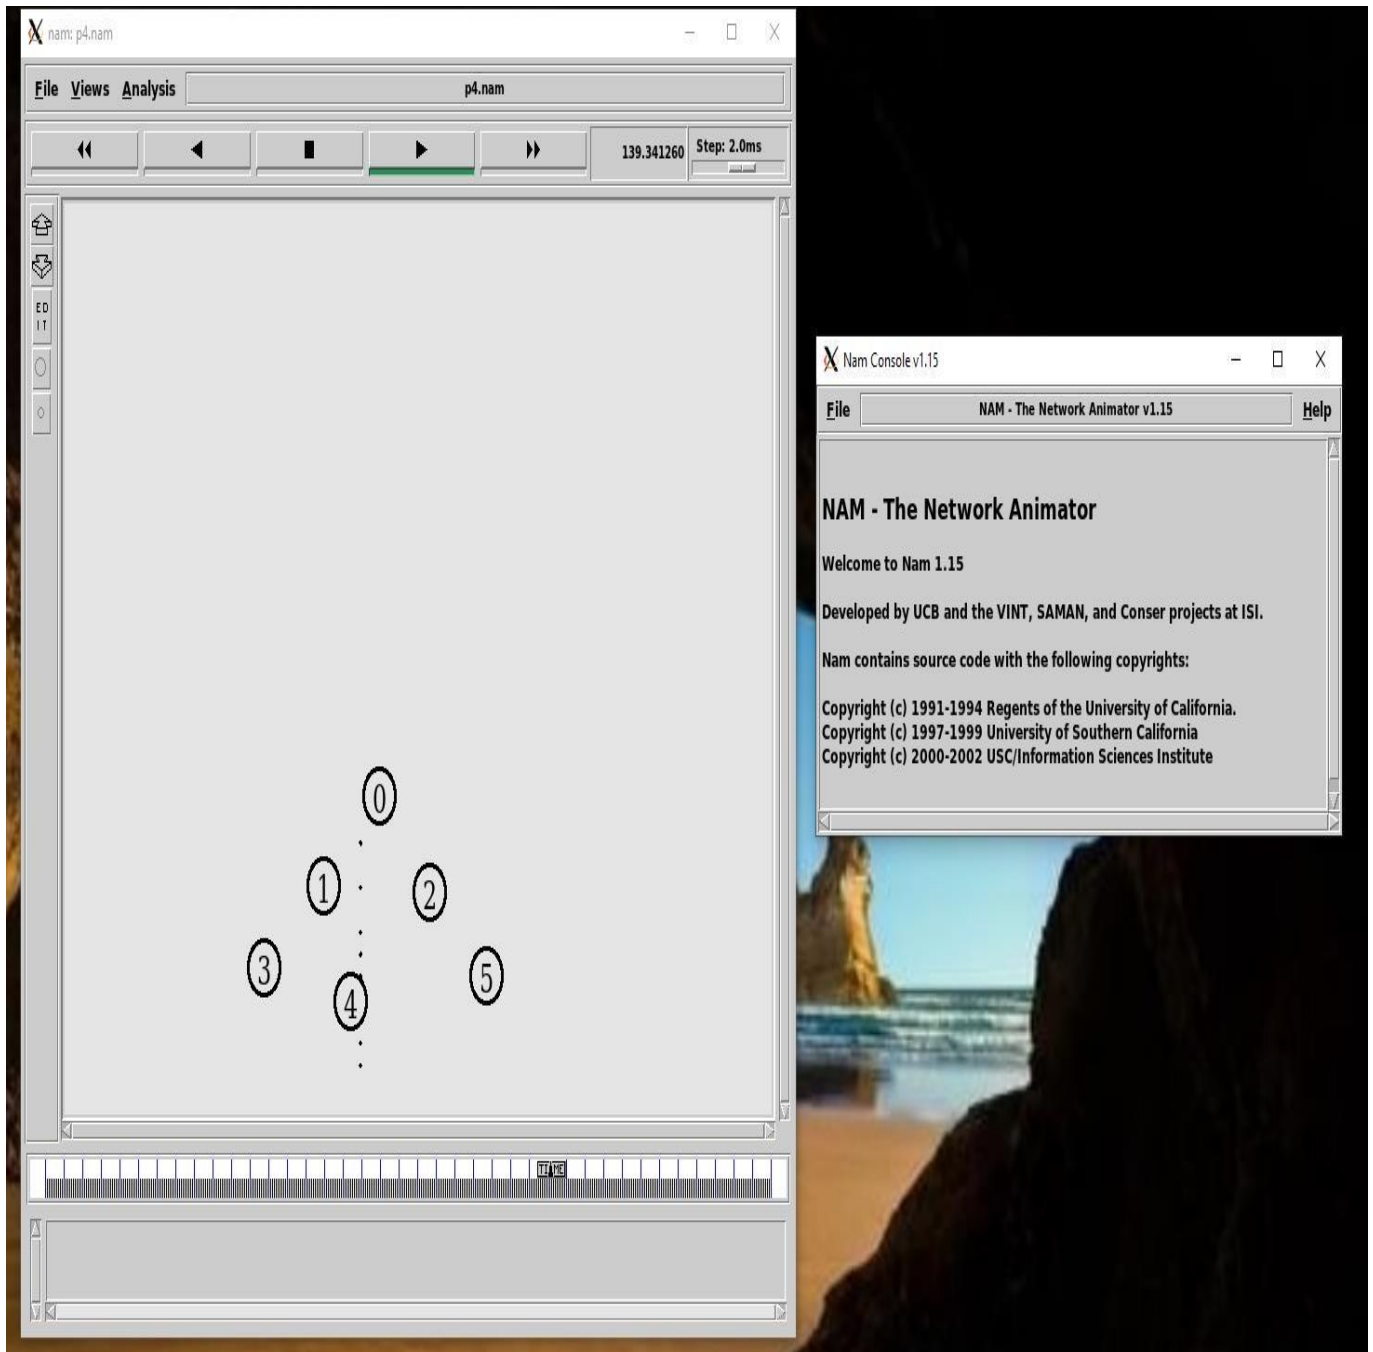 nam: p4.nam
File Views Analysis p4.nam
139.341260 Step: 2.0ms
ED
IT
0
1 2
3 4 5
TIME
Nam Console v1.15
File NAM - The Network Animator v1.15 Help
NAM - The Network Animator
Welcome to Nam 1.15
Developed by UCB and the VINT, SAMAN, and Conser projects at ISI.
Nam contains source code with the following copyrights:
Copyright (c) 1991-1994 Regents of the University of California.
Copyright (c) 1997-1999 University of Southern California
Copyright (c) 2000-2002 USC/Information Sciences Institute